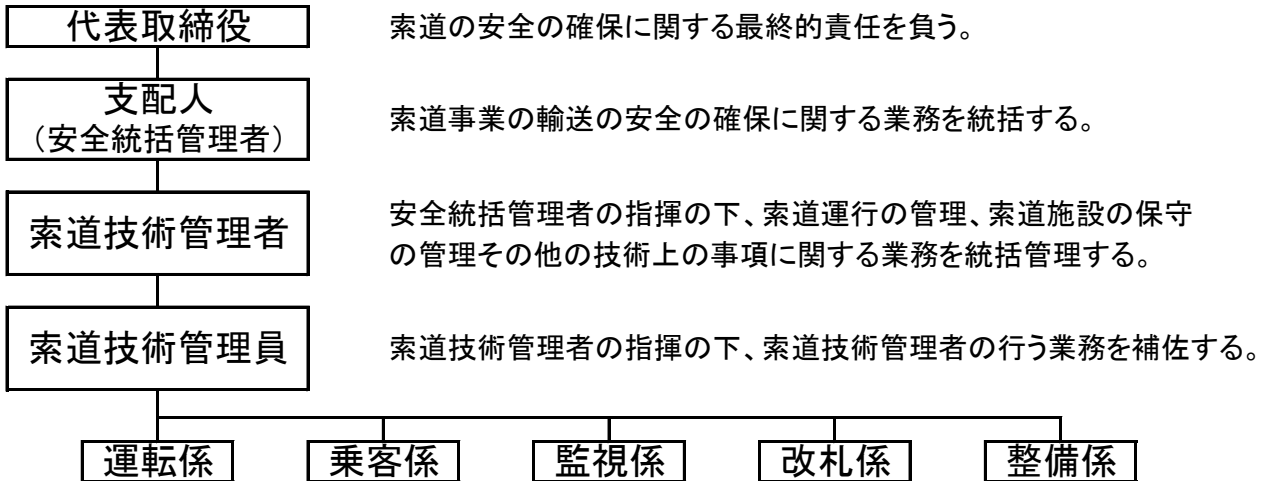 代表取締役
索道の安全の確保に関する最終的責任を負う。
支配人
（安全統括管理者）
索道事業の輸送の安全の確保に関する業務を統括する。
索道技術管理者
安全統括管理者の指揮の下、索道運行の管理、索道施設の保守
の管理その他の技術上の事項に関する業務を統括管理する。
索道技術管理員
索道技術管理者の指揮の下、索道技術管理者の行う業務を補佐する。
運転係
乗客係
監視係
改札係
整備係